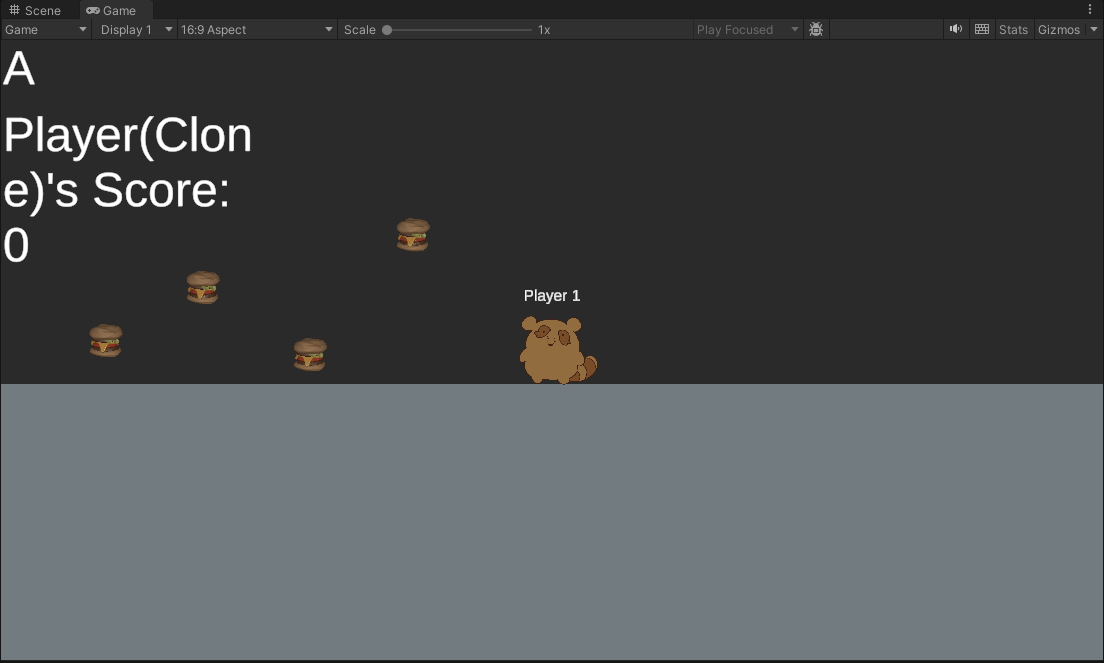 Scene Game
Game Display 1 16:9 Aspect Scale 1x Play Focused Stats Gizmos
A
Player(Clon
e)'s Score:
0
Player 1